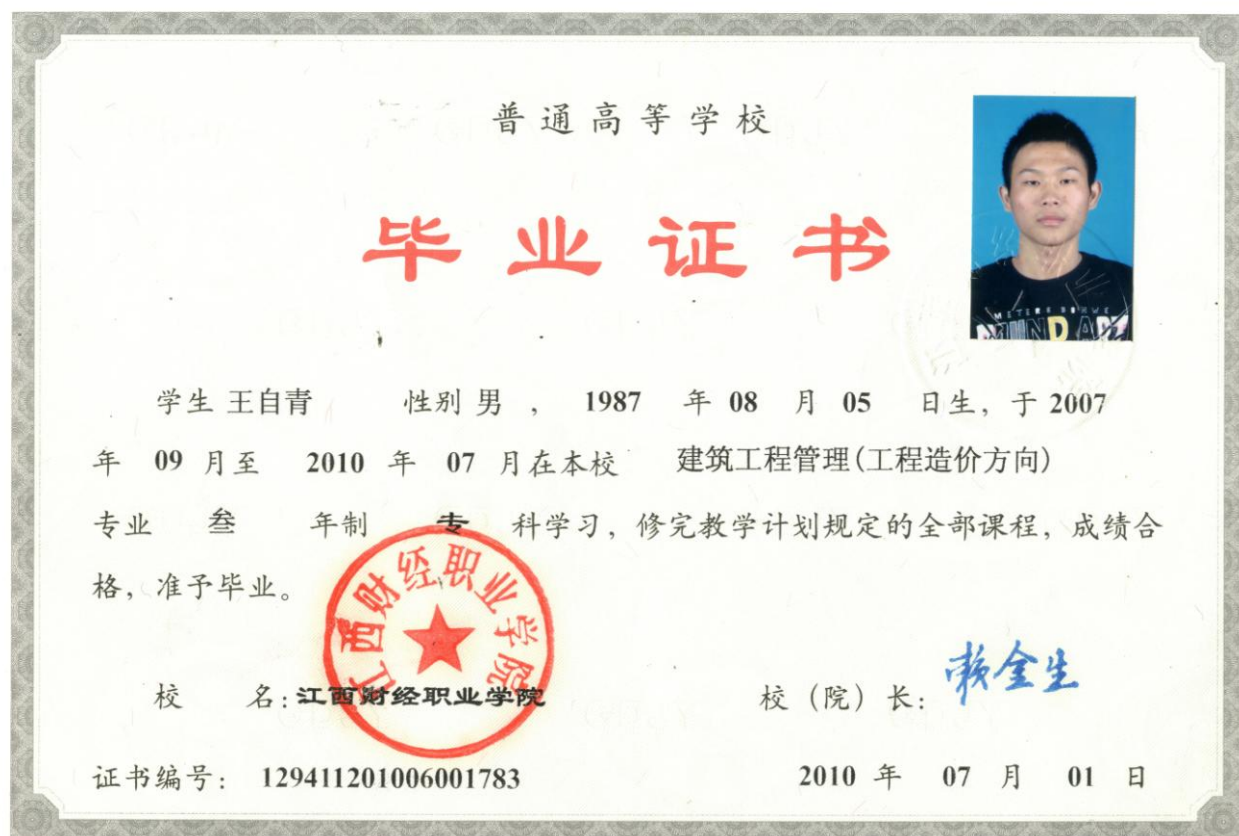 普通高等学校
毕业证书
学生 王自青 性别 男 , 1987 年 08 月 05 日生, 于 2007
年 09 月至 2010 年 07 月在本校 建筑工程管理(工程造价方向)
专业 叁 年制 专 科学习, 修完教学计划规定的全部课程, 成绩合
格, 准予毕业。
江西财经职业学院
校 名: 江西财经职业学院
校 (院) 长: 赖金生
证书编号: 129411201006001783
2010 年 07 月 01 日